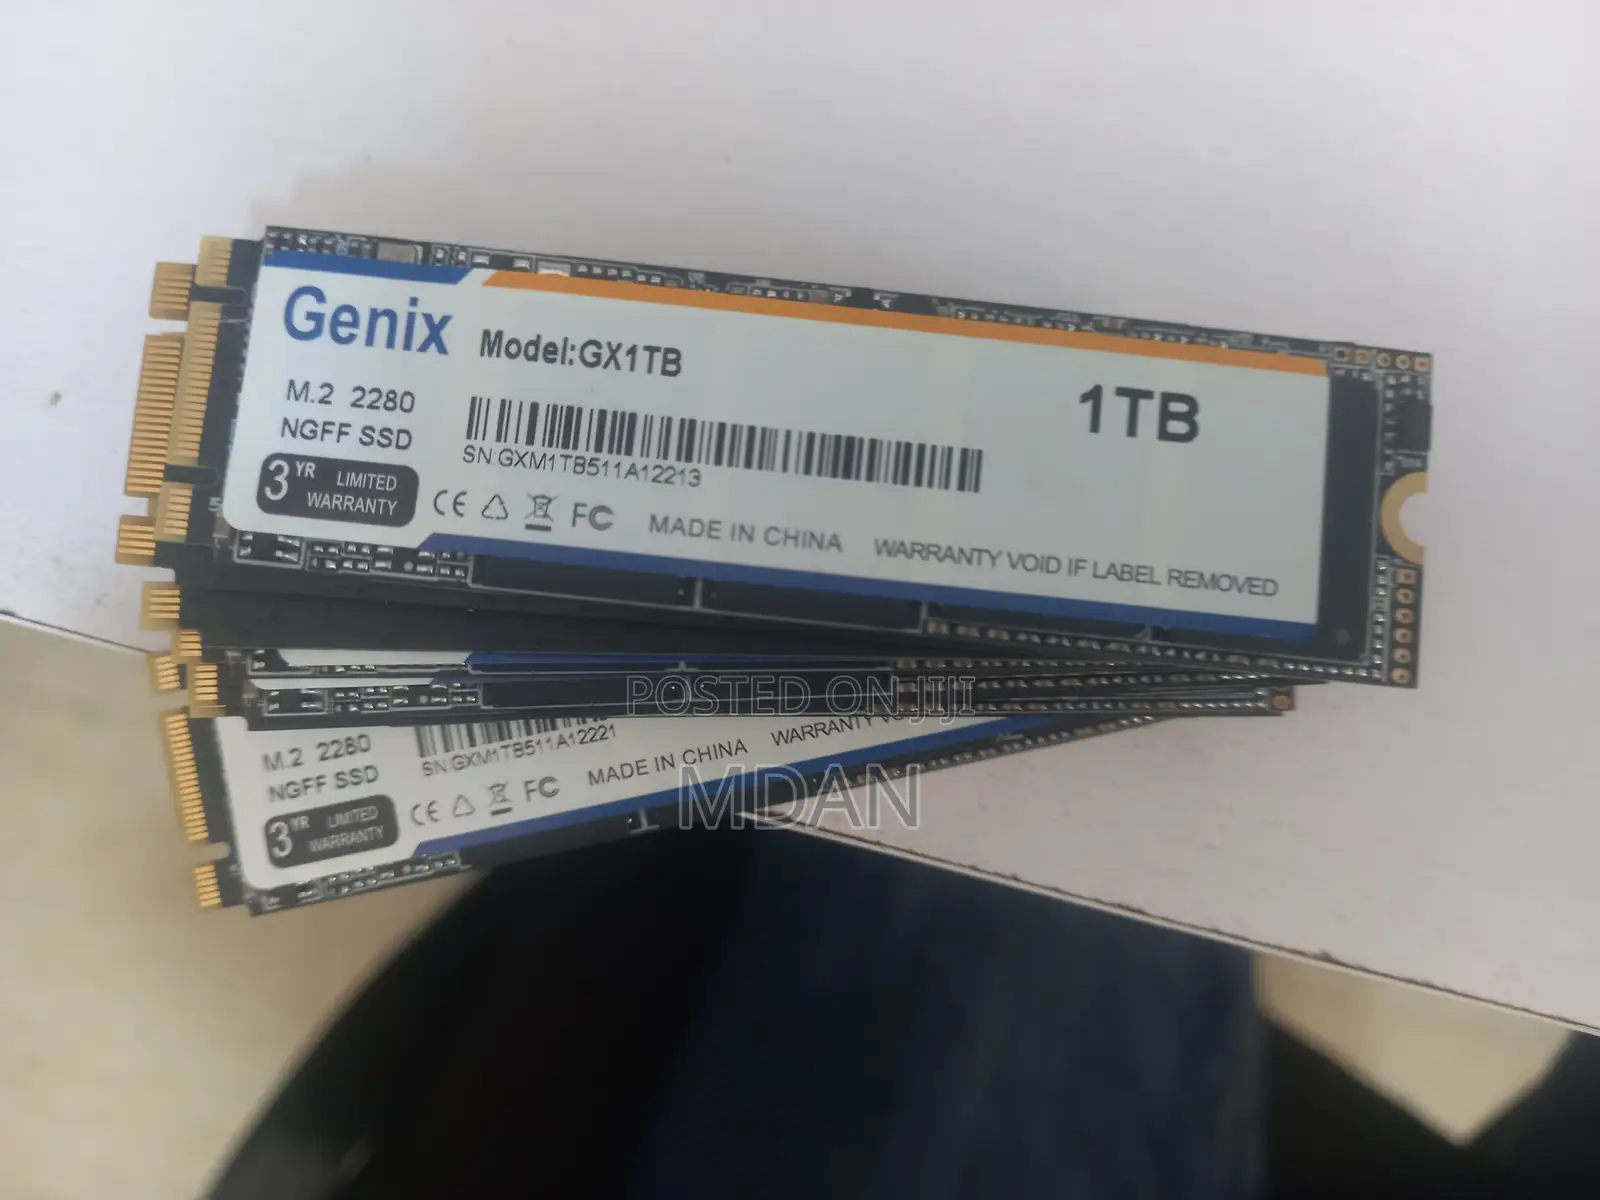 Genix
Model:GX1TB
1TB
M.2 2280
NGFF SSD
SN:GXM1TB511A12213
3 YR LIMITED
WARRANTY
CE FC MADE IN CHINA WARRANTY VOID IF LABEL REMOVED
POSTED ON JIJI
M.2 2280
NGFF SSD
SN:GXM1TB511A12221
3 YR LIMITED
WARRANTY
CE FC MADE IN CHINA WARRANTY VO
MDAN